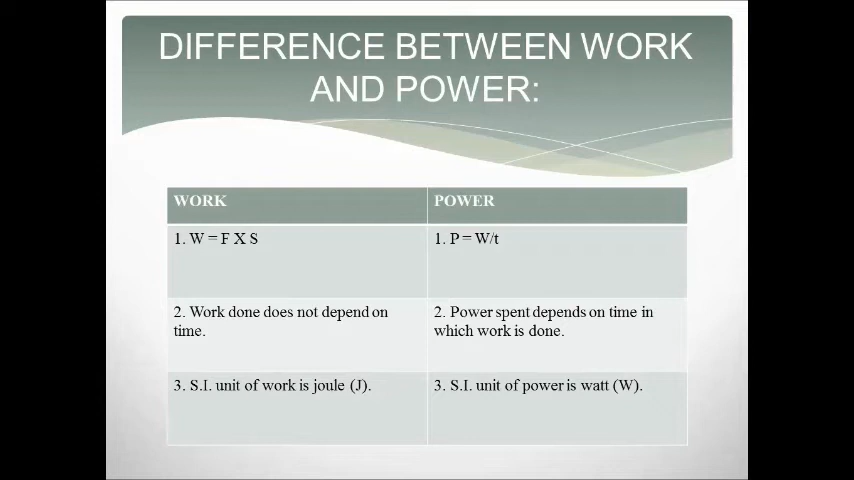 DIFFERENCE BETWEEN WORK
AND POWER:
WORK
POWER
1. W = F X S
1. P = W/t
2. Work done does not depend on
time.
2. Power spent depends on time in
which work is done.
3. S.I. unit of work is joule (J).
3. S.I. unit of power is watt (W).